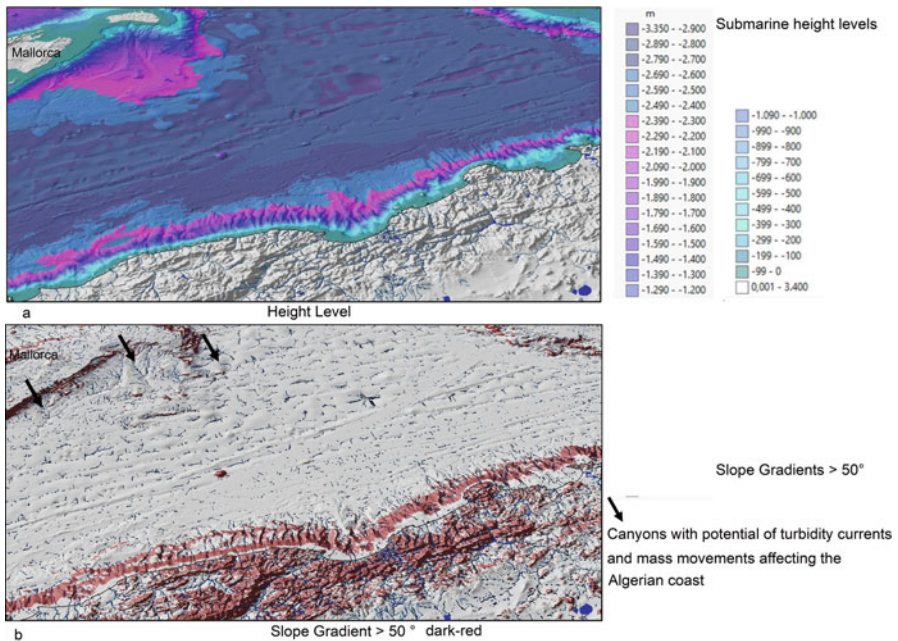 Mallorca
a
Height Level
m
Submarine height levels
-3.350 - -2.900
-2.890 - -2.800
-2.790 - -2.700
-2.690 - -2.600
-2.590 - -2.500
-2.490 - -2.400
-2.390 - -2.300
-2.290 - -2.200
-2.190 - -2.100
-2.090 - -2.000
-1.990 - -1.900
-1.890 - -1.800
-1.790 - -1.700
-1.690 - -1.600
-1.590 - -1.500
-1.490 - -1.400
-1.390 - -1.300
-1.290 - -1.200
-1.090 - -1.000
-990 - -900
-899 - -800
-799 - -700
-699 - -600
-599 - -500
-499 - -400
-399 - -300
-299 - -200
-199 - -100
-99 - 0
0,001 - 3.400
Mallorca
b
Slope Gradient > 50 ° dark-red
Slope Gradients > 50°
Canyons with potential of turbidity currents
and mass movements affecting the
Algerian coast